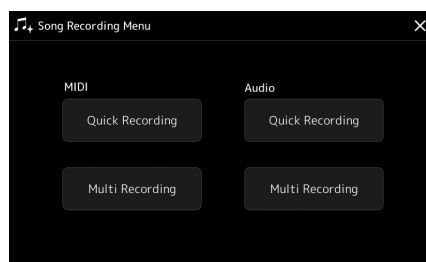 Song Recording Menu
MIDI
Audio
Quick Recording
Quick Recording
Multi Recording
Multi Recording